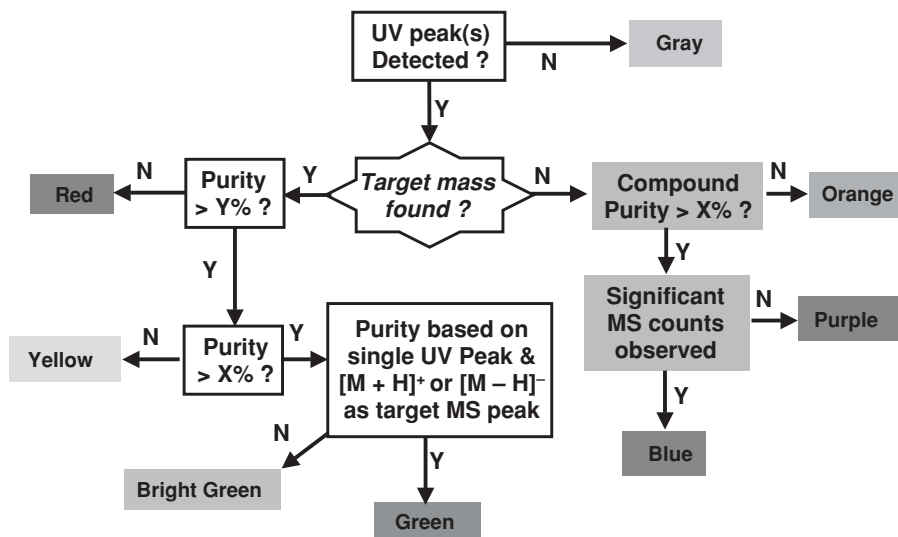 UV peak(s)
Detected ?
N
Gray
Y
Target mass
found ?
Y
N
Purity
> Y% ?
N
Red
Compound
Purity > X% ?
N
Orange
Y
Y
Significant
MS counts
observed
N
Purple
Purity
> X% ?
N
Yellow
Y
Purity based on
single UV Peak &
[M + H]⁺ or [M – H]⁻
as target MS peak
Y
Blue
N
Bright Green
Y
Green